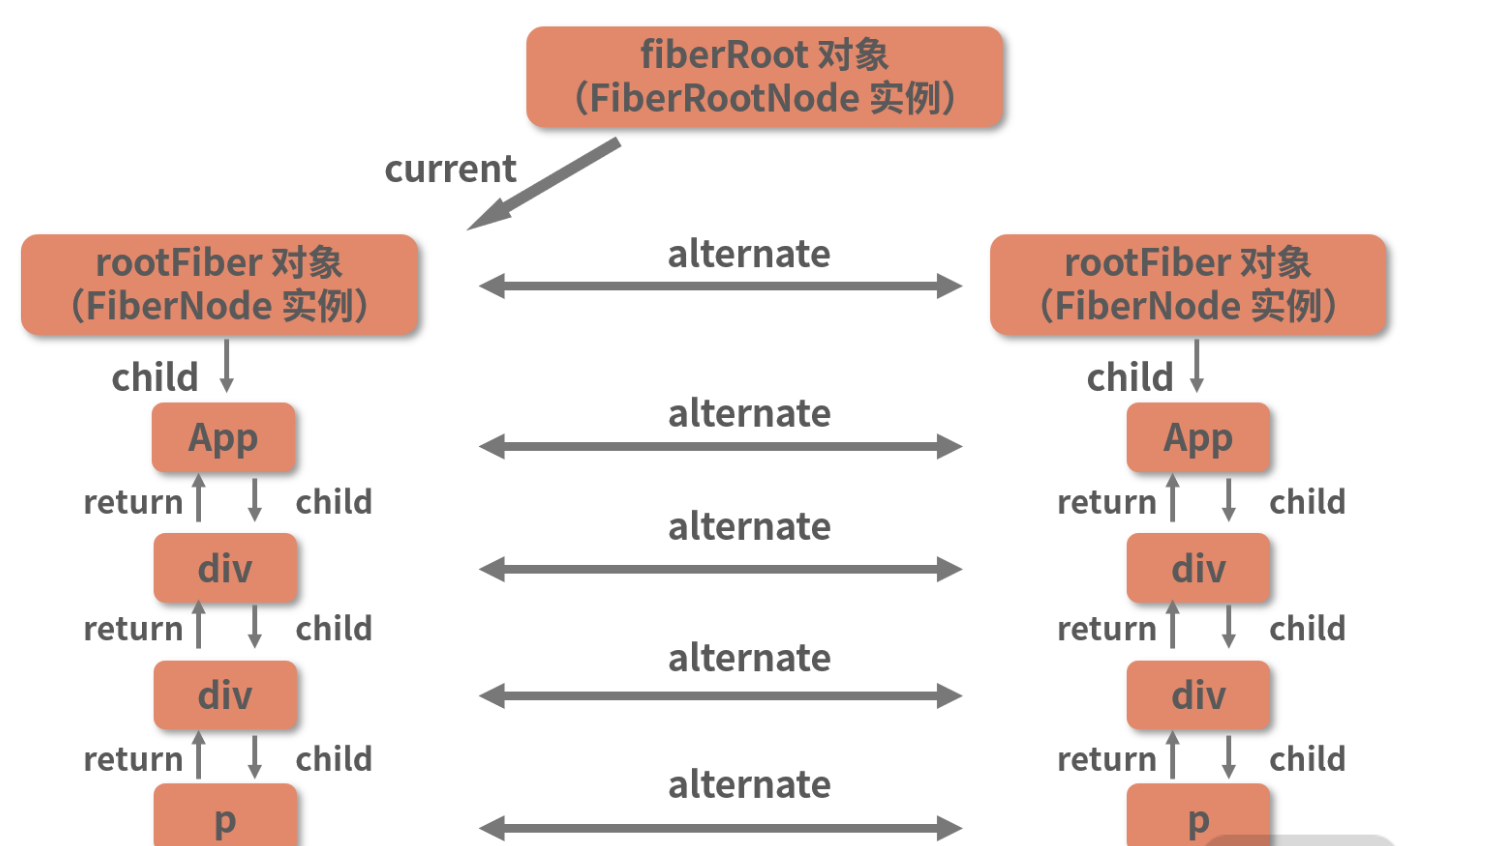 fiberRoot 对象
（FiberRootNode 实例）
current
alternate
rootFiber 对象
（FiberNode 实例）
rootFiber 对象
（FiberNode 实例）
child
child
alternate
App
App
return
child
alternate
return
child
div
div
return
child
alternate
return
child
div
div
return
child
alternate
return
child
p
p